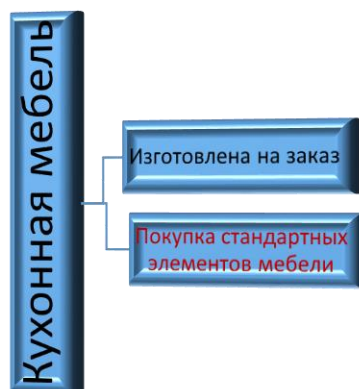 Кухонная мебель
Изготовлена на заказ
Покупка стандартных
элементов мебели